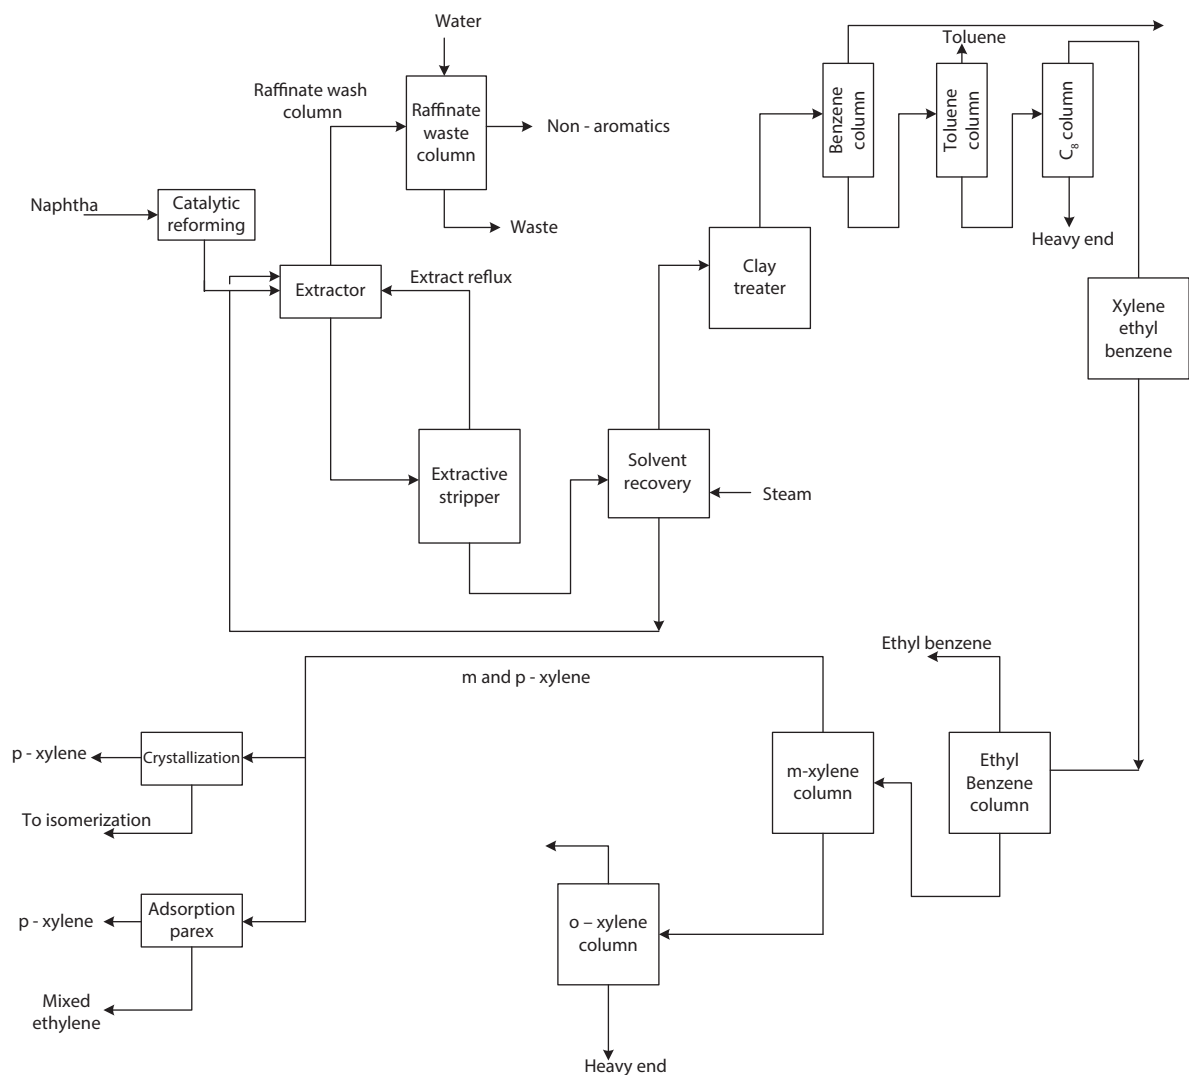 Water
Toluene
Raffinate wash
column
Raffinate
waste
column
Non - aromatics
Benzene
column
Toluene
column
C₈ column
Naphtha
Catalytic
reforming
Waste
Heavy end
Extractor
Extract reflux
Clay
treater
Xylene
ethyl
benzene
Extractive
stripper
Solvent
recovery
Steam
Ethyl benzene
m and p - xylene
p - xylene
Crystallization
m-xylene
column
Ethyl
Benzene
column
To isomerization
p - xylene
Adsorption
parex
o – xylene
column
Mixed
ethylene
Heavy end